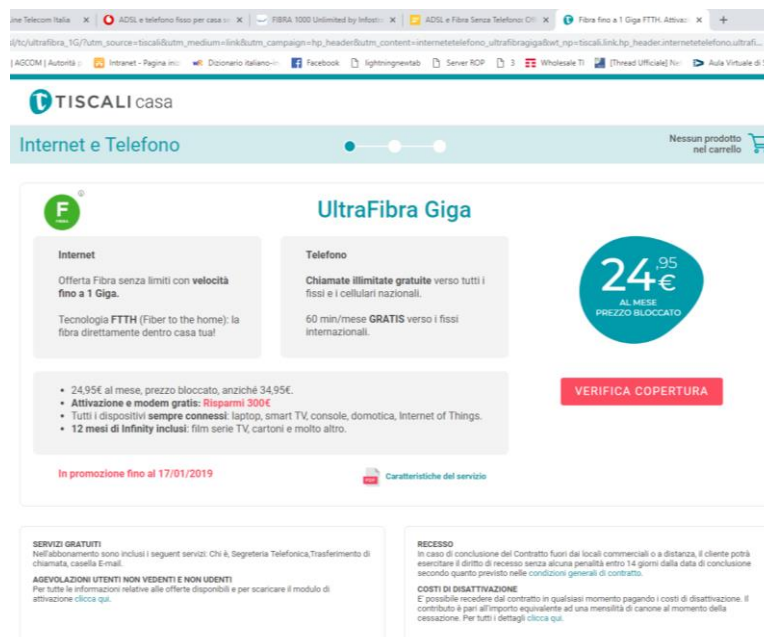 ine Telecom Italia
ADSL e telefono fisso per casa
FIBRA 1000 Unlimited by Infostr
ADSL e Fibra Senza Telefono:
Fibra fino a 1 Giga FTTH. Attivaz
/tc/ultrafibra_1G/?utm_source=tiscali&utm_medium=link&utm_campaign=hp_header&utm_content=internetetelefono_ultrafibragiga&wt_np=tiscali.link.hp_header.internetetelefono.ultrafi...
| AGCOM | Autorità
Intranet - Pagina ini
Dizionario italiano-in
Facebook
lightningnewtab
Server ROP
3
Wholesale TI
[Thread Ufficiale] Ne
Aula Virtuale di
TISCALI casa
Internet e Telefono
Nessun prodotto
nel carrello
F
FIBRA
UltraFibra Giga
Internet
Offerta Fibra senza limiti con velocità
fino a 1 Giga.
Tecnologia FTTH (Fiber to the home): la
fibra direttamente dentro casa tua!
Telefono
Chiamate illimitate gratuite verso tutti i
fissi e i cellulari nazionali.
60 min/mese GRATIS verso i fissi
internazionali.
24,95€
AL MESE
PREZZO BLOCCATO
VERIFICA COPERTURA
• 24,95€ al mese, prezzo bloccato, anziché 34,95€.
• Attivazione e modem gratis: Risparmi 300€
• Tutti i dispositivi sempre connessi: laptop, smart TV, console, domotica, Internet of Things.
• 12 mesi di Infinity inclusi: film serie TV, cartoni e molto altro.
In promozione fino al 17/01/2019
Caratteristiche del servizio
SERVIZI GRATUITI
Nell'abbonamento sono inclusi i seguent servizi: Chi è, Segreteria Telefonica,Trasferimento di
chiamata, casella E-mail.
AGEVOLAZIONI UTENTI NON VEDENTI E NON UDENTI
Per tutte le informazioni relative alle offerte disponibili e per scaricare il modulo di
attivazione clicca qui.
RECESSO
In caso di conclusione del Contratto fuori dai locali commerciali o a distanza, il cliente potrà
esercitare il diritto di recesso senza alcuna penalità entro 14 giorni dalla data di conclusione
secondo quanto previsto nelle condizioni generali di contratto.
COSTI DI DISATTIVAZIONE
E' possibile recedere dal contratto in qualsiasi momento pagando i costi di disattivazione. Il
contributo è pari all'importo equivalente ad una mensilità di canone al momento della
cessazione. Per tutti i dettagli clicca qui.